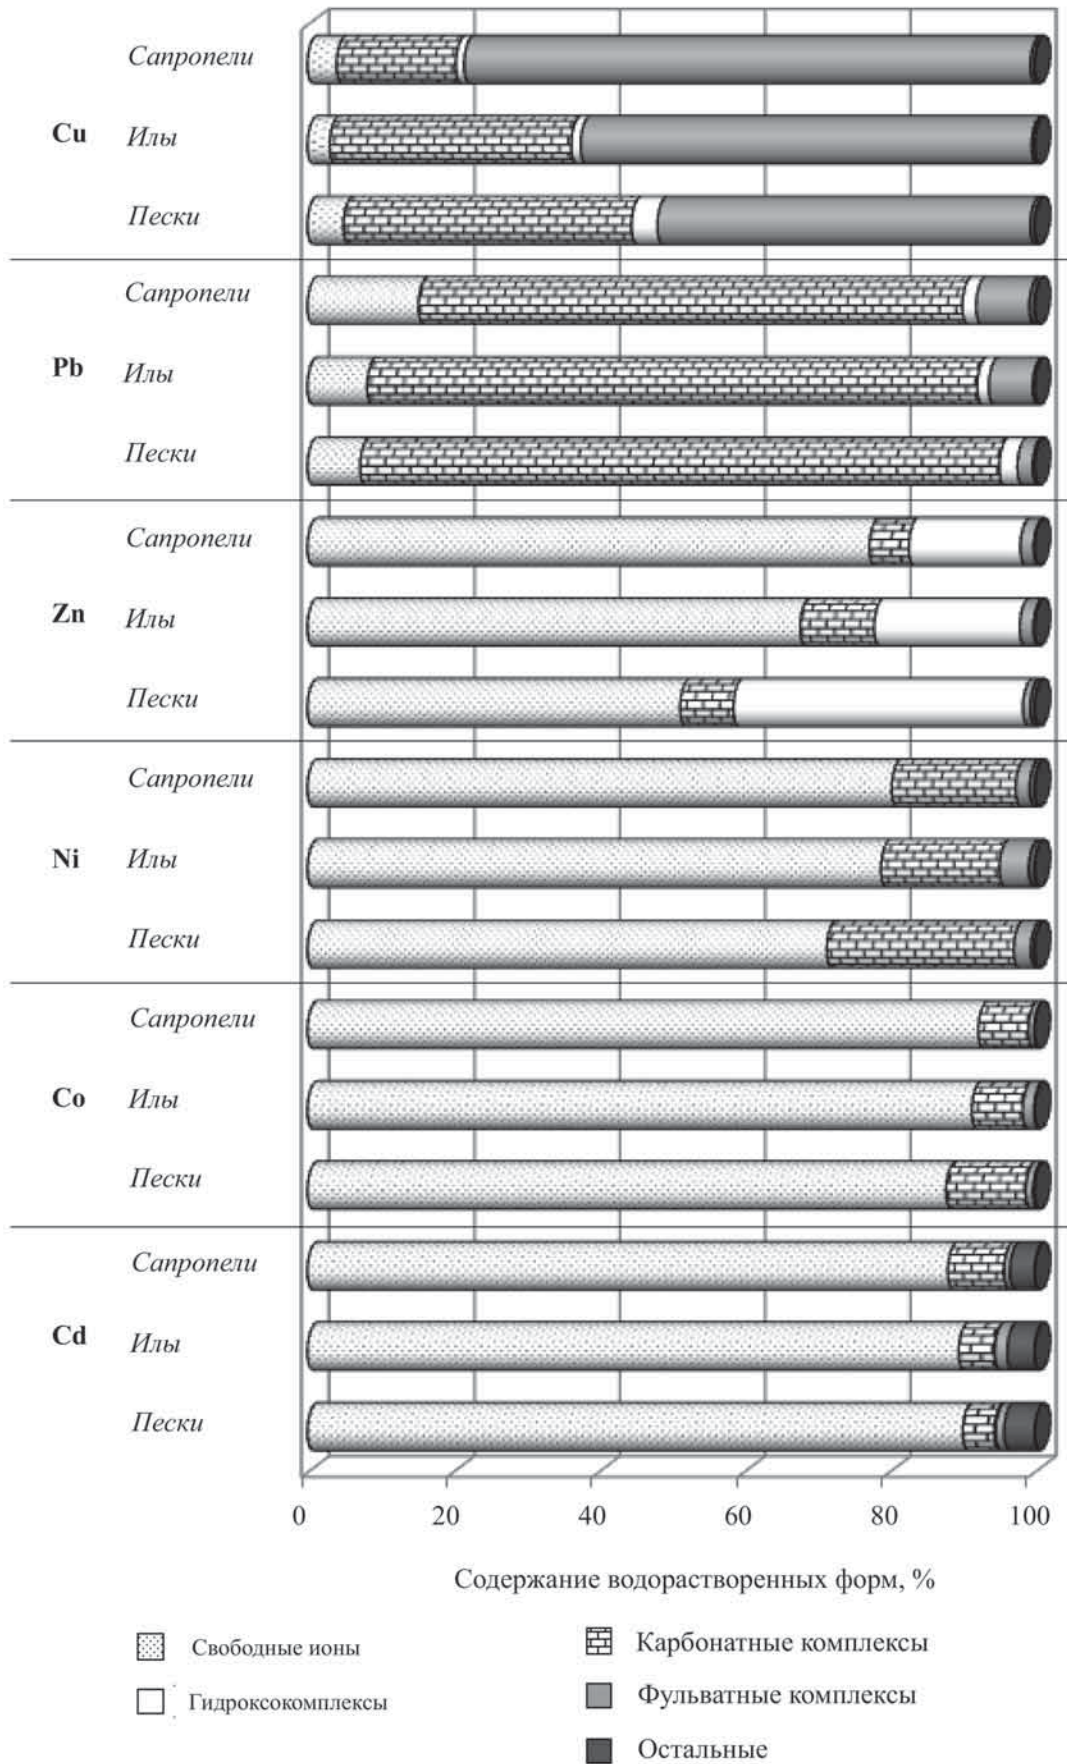 Сапропели
Cu Илы
Пески
Сапропели
Pb Илы
Пески
Сапропели
Zn Илы
Пески
Сапропели
Ni Илы
Пески
Сапропели
Co Илы
Пески
Сапропели
Cd Илы
Пески
0 20 40 60 80 100
Содержание водорастворенных форм, %
Свободные ионы
Карбонатные комплексы
Гидроксокомплексы
Фульватные комплексы
Остальные